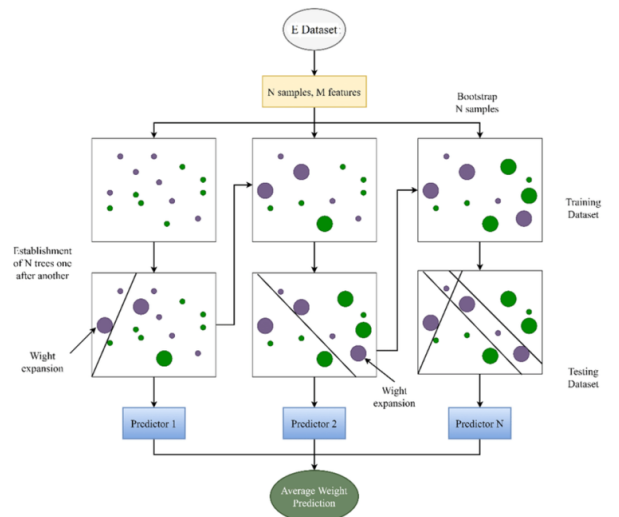 E Dataset:
N samples, M features
Bootstrap
N samples
Training
Dataset
Establishment
of N trees one
after another
Wight
expansion
Wight
expansion
Testing
Dataset
Predictor 1
Predictor 2
Predictor N
Average Weight
Prediction